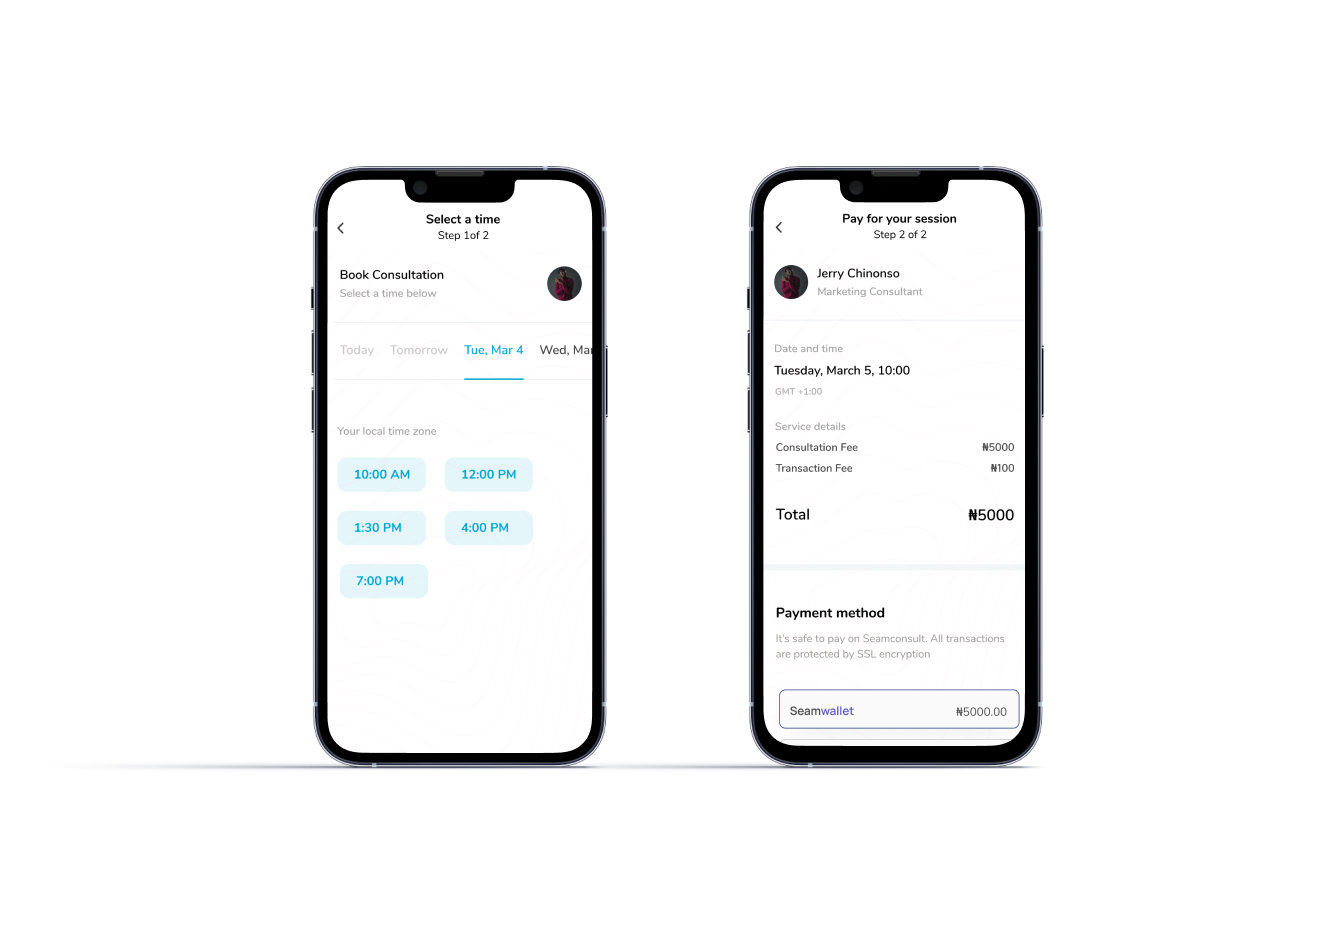 Select a time
Step 1of 2
Book Consultation
Select a time below
Today Tomorrow Tue, Mar 4 Wed, Mar
Your local time zone
10:00 AM 12:00 PM
1:30 PM 4:00 PM
7:00 PM
Pay for your session
Step 2 of 2
Jerry Chinonso
Marketing Consultant
Date and time
Tuesday, March 5, 10:00
GMT +1:00
Service details
Consultation Fee ₦5000
Transaction Fee ₦100
Total ₦5000
Payment method
It's safe to pay on Seamconsult. All transactions
are protected by SSL encryption
Seamwallet ₦5000.00